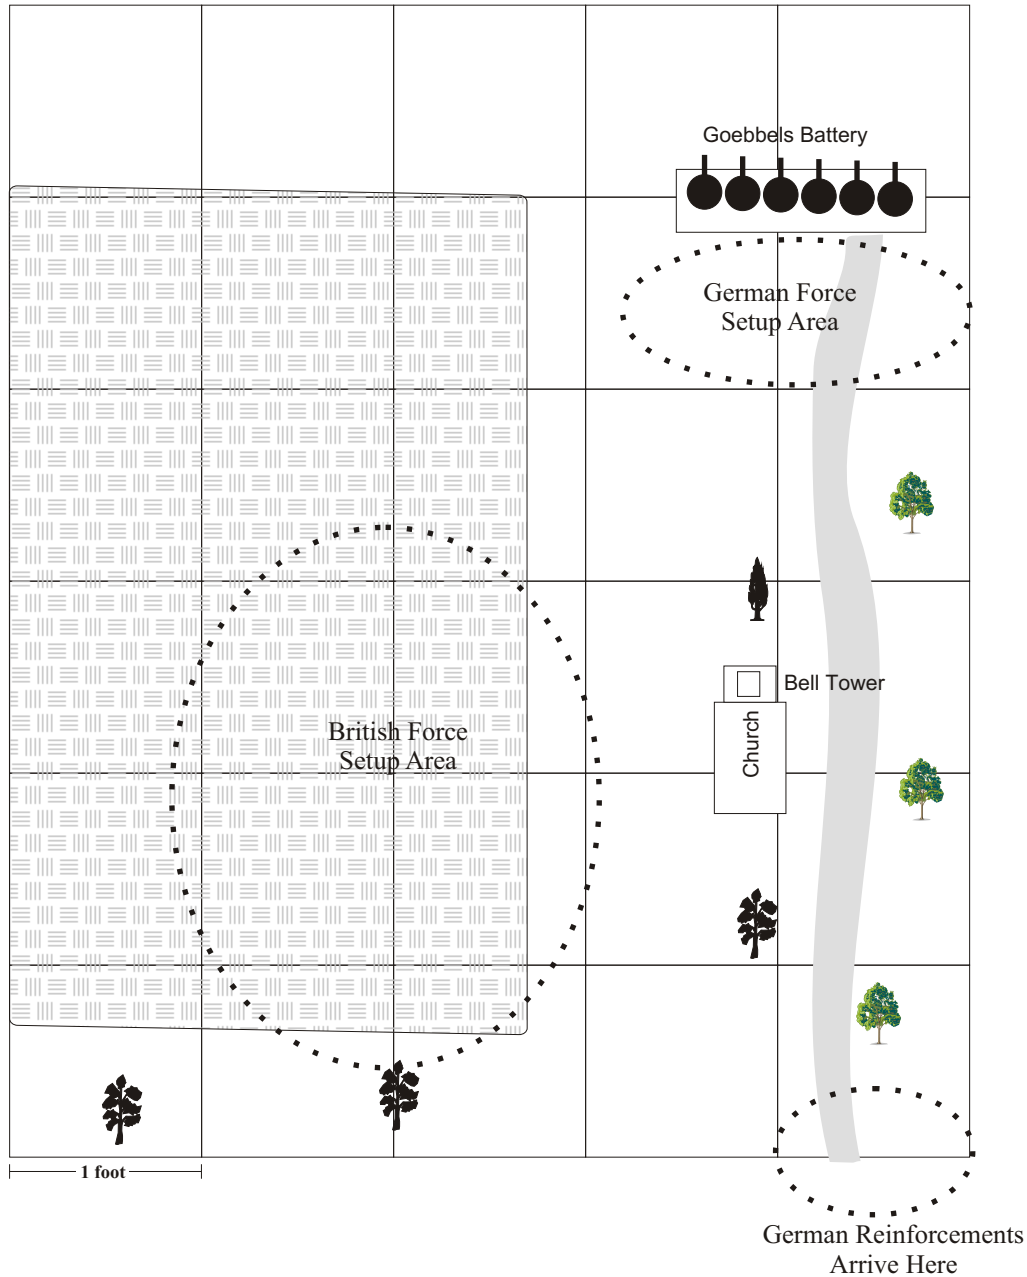 Goebbels Battery
German Force
Setup Area
Bell Tower
Church
British Force
Setup Area
1 foot
German Reinforcements
Arrive Here